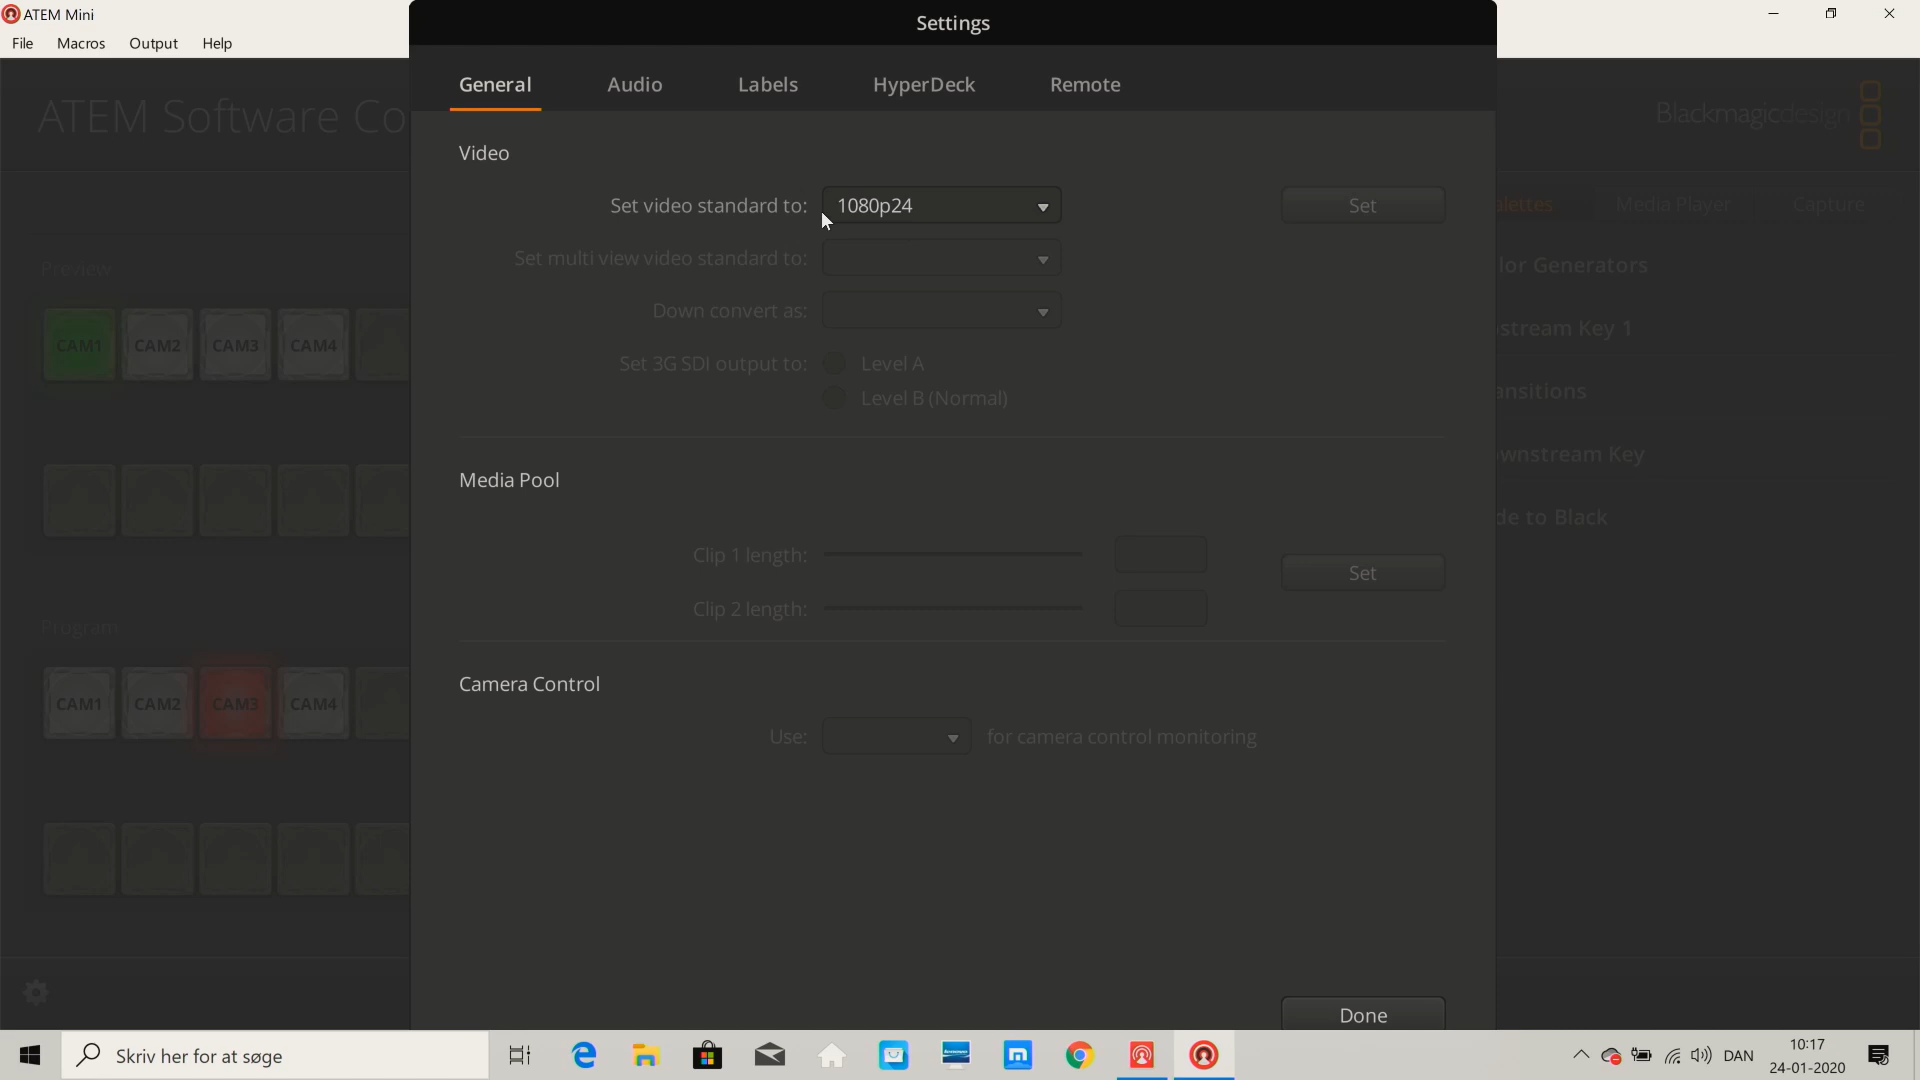 ATEM Mini
File Macros Output Help
Settings
General Audio Labels HyperDeck Remote
ATEM Software Co
Blackmagicdesign
Video
Set video standard to: 1080p24 Set
Set multi view video standard to:
Down convert as:
Set 3G SDI output to: Level A
Level B (Normal)
Media Pool
Clip 1 length:
Set
Clip 2 length:
Camera Control
Use: for camera control monitoring
Done
Preview
CAM1 CAM2 CAM3 CAM4
Program
CAM1 CAM2 CAM3 CAM4
alettes Media Player Capture
lor Generators
stream Key 1
ansitions
wnstream Key
de to Black
Skriv her for at søge
DAN
10:17
24-01-2020